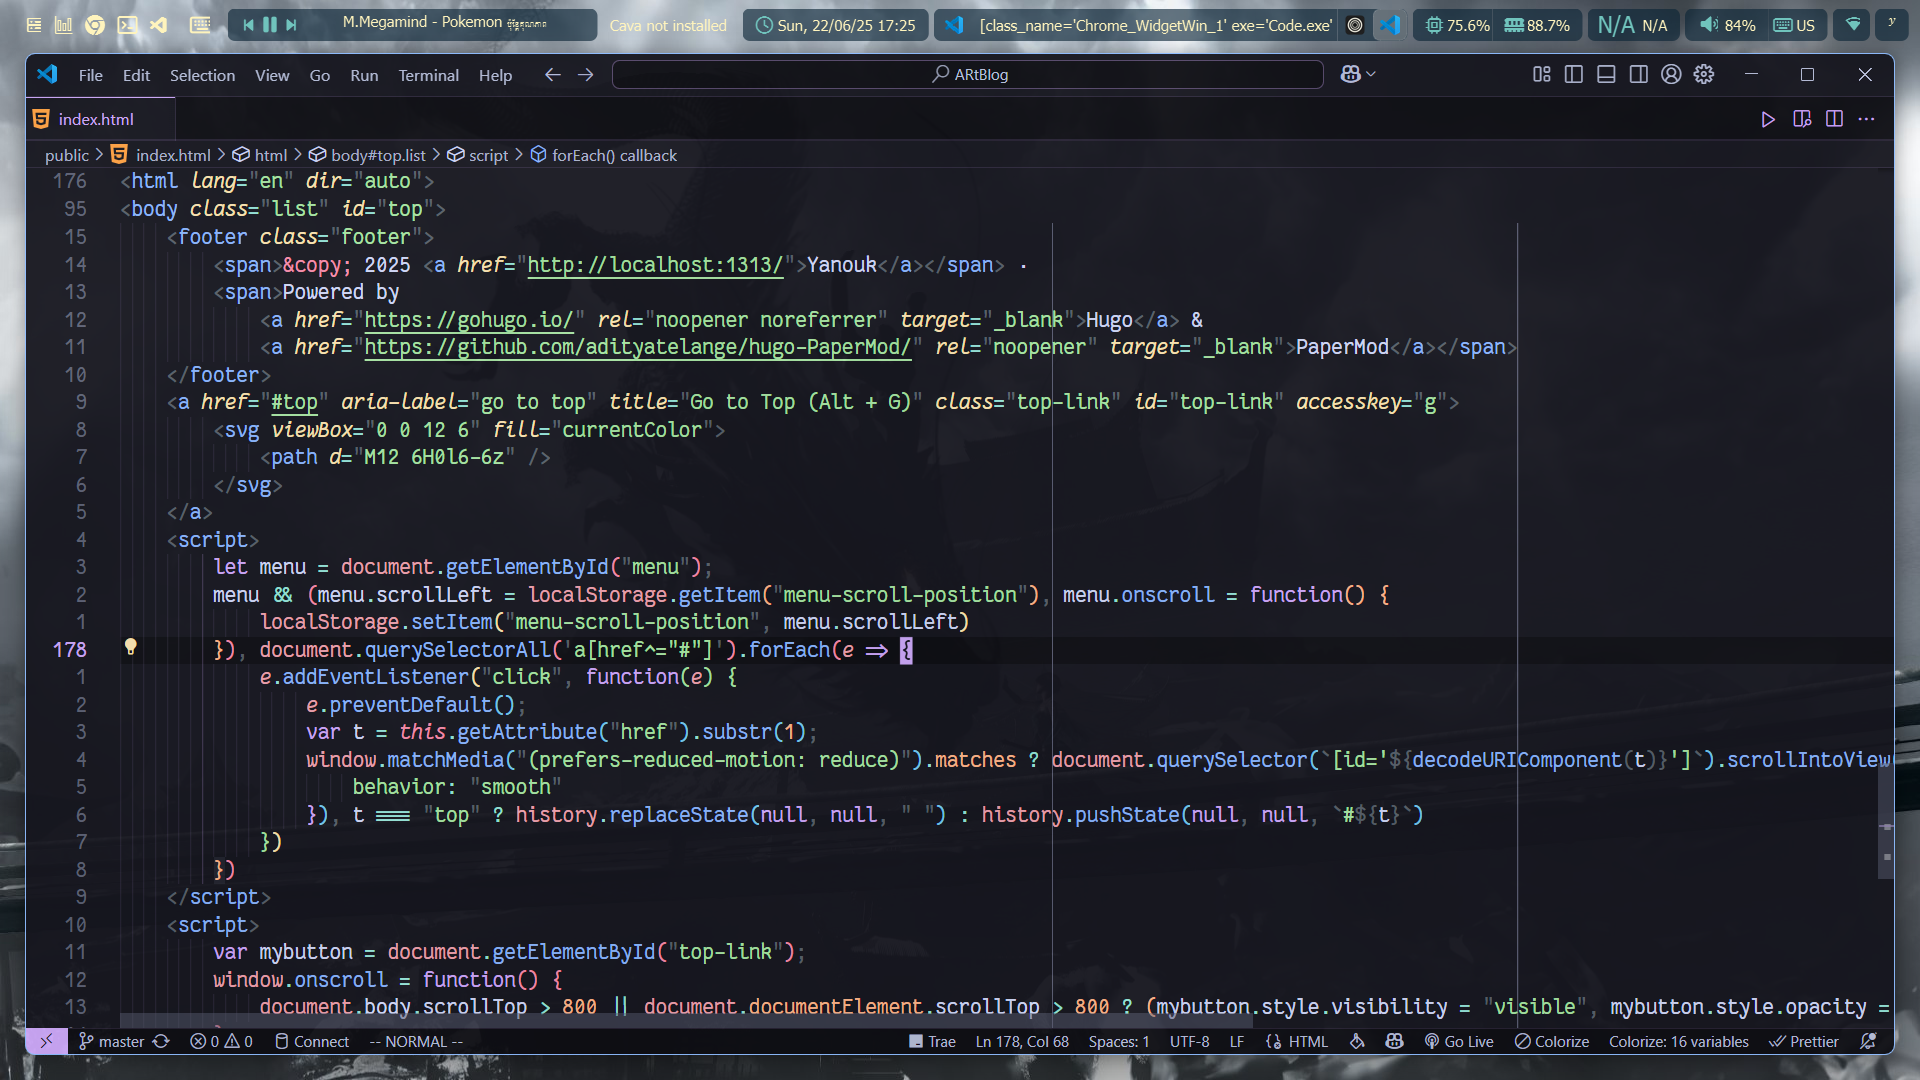 M.Megamind - Pokemon
Cava not installed
Sun, 22/06/25 17:25
[class_name='Chrome_WidgetWin_1' exe='Code.exe'
75.6%
88.7%
N/A N/A
84%
US
File Edit Selection View Go Run Terminal Help
ARtBlog
index.html
public > index.html > html > body#top.list > script > forEach() callback
176 <html lang="en" dir="auto">
95 <body class="list" id="top">
15 <footer class="footer">
14 <span>&copy; 2025 <a href="http://localhost:1313/">Yanouk</a></span> ·
13 <span>Powered by
12 <a href="https://gohugo.io/" rel="noopener noreferrer" target="_blank">Hugo</a> &
11 <a href="https://github.com/adityatelange/hugo-PaperMod/" rel="noopener" target="_blank">PaperMod</a></span>
10 </footer>
9 <a href="#top" aria-label="go to top" title="Go to Top (Alt + G)" class="top-link" id="top-link" accesskey="g">
8 <svg viewBox="0 0 12 6" fill="currentColor">
7 <path d="M12 6H0l6-6z" />
6 </svg>
5 </a>
4 <script>
3 let menu = document.getElementById("menu");
2 menu && (menu.scrollLeft = localStorage.getItem("menu-scroll-position"), menu.onscroll = function() {
1 localStorage.setItem("menu-scroll-position", menu.scrollLeft)
178 }), document.querySelectorAll('a[href^="#"]').forEach(e => {
1 e.addEventListener("click", function(e) {
2 e.preventDefault();
3 var t = this.getAttribute("href").substr(1);
4 window.matchMedia("(prefers-reduced-motion: reduce)").matches ? document.querySelector(`[id='${decodeURIComponent(t)}']`).scrollIntoView
5 behavior: "smooth"
6 }), t === "top" ? history.replaceState(null, null, " ") : history.pushState(null, null, `#${t}`)
7 })
8 })
9 </script>
10 <script>
11 var mybutton = document.getElementById("top-link");
12 window.onscroll = function() {
13 document.body.scrollTop > 800 || document.documentElement.scrollTop > 800 ? (mybutton.style.visibility = "visible", mybutton.style.opacity =
master 0 0 Connect -- NORMAL -- Trae Ln 178, Col 68 Spaces: 1 UTF-8 LF HTML Go Live Colorize Colorize: 16 variables Prettier